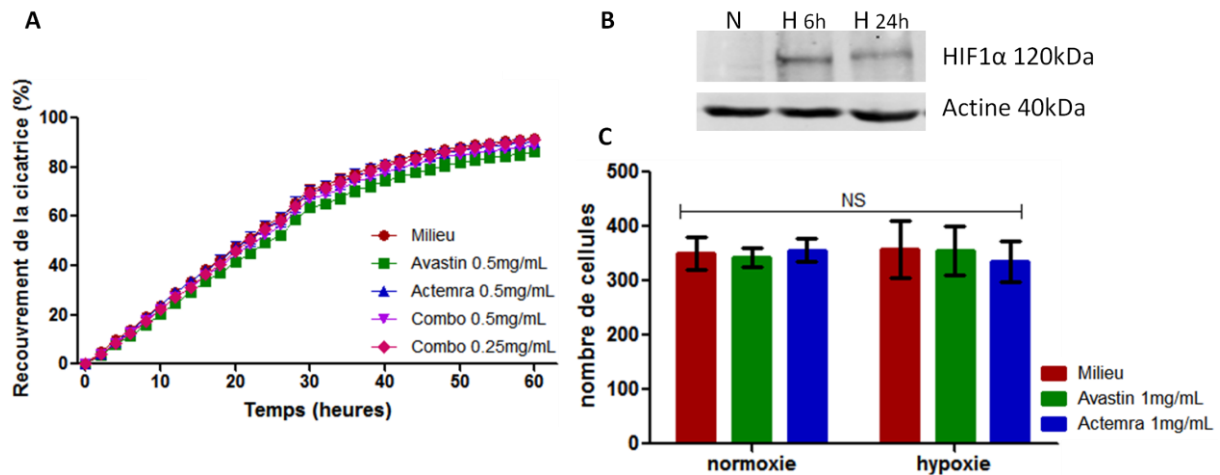 A
Recouvrement de la cicatrice (%)
100
80
60
40
20
0
0 10 20 30 40 50 60
Temps (heures)
Milieu
Avastin 0.5mg/mL
Actemra 0.5mg/mL
Combo 0.5mg/mL
Combo 0.25mg/mL
B
N H 6h H 24h
HIF1α 120kDa
Actine 40kDa
C
nombre de cellules
500
400
300
200
100
0
NS
normoxie hypoxie
Milieu
Avastin 1mg/mL
Actemra 1mg/mL